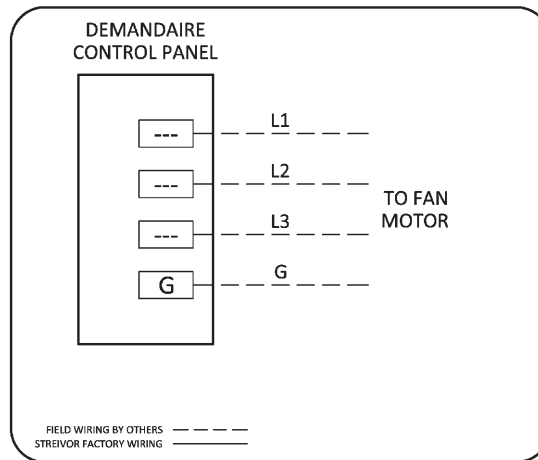 DEMANDAIRE
CONTROL PANEL
--- L1
--- L2
--- L3
G G
TO FAN
MOTOR
FIELD WIRING BY OTHERS
STREIVOR FACTORY WIRING